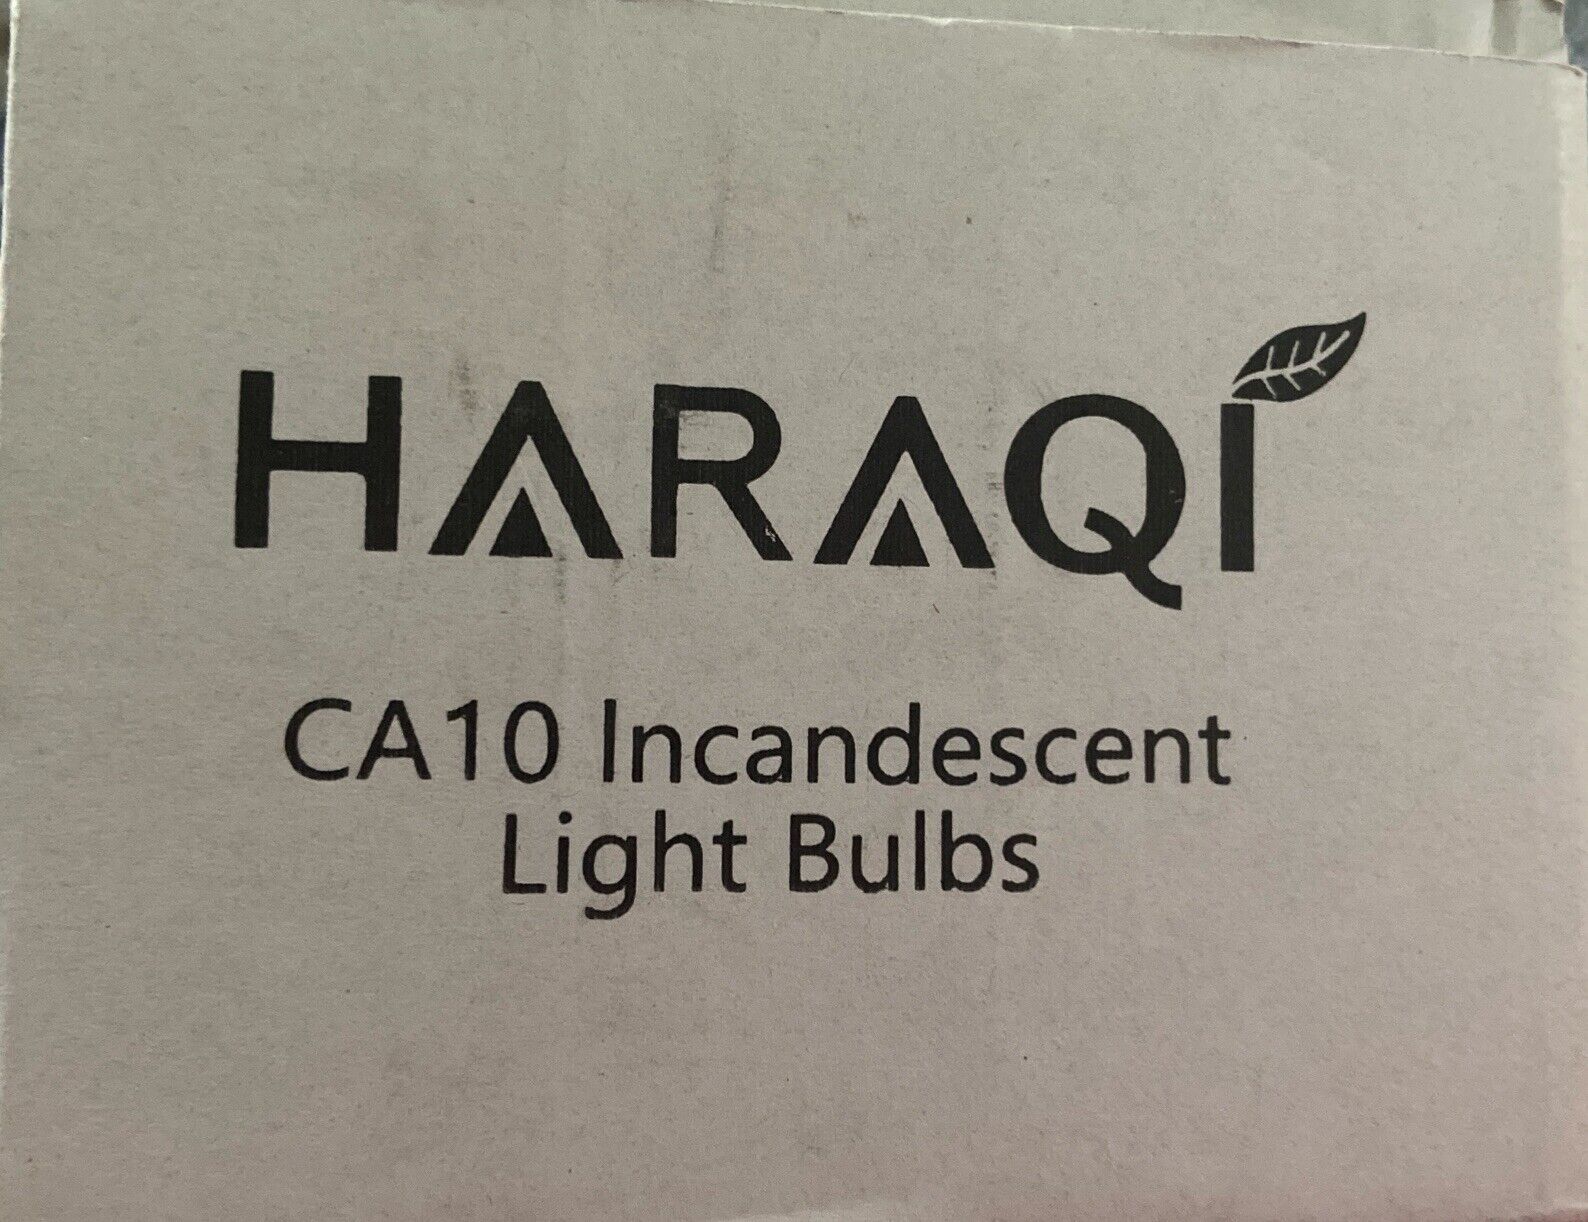 HARAQI
CA10 Incandescent
Light Bulbs